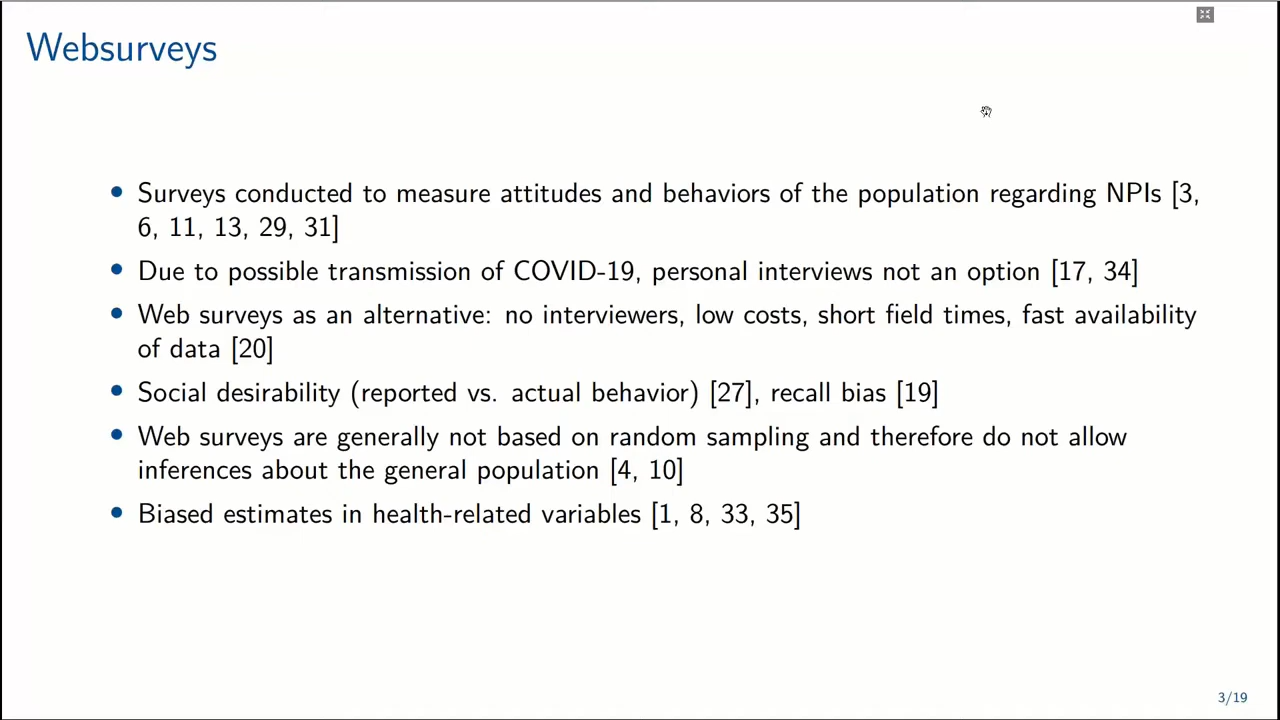 Websurveys
• Surveys conducted to measure attitudes and behaviors of the population regarding NPIs [3,
6, 11, 13, 29, 31]
• Due to possible transmission of COVID-19, personal interviews not an option [17, 34]
• Web surveys as an alternative: no interviewers, low costs, short field times, fast availability
of data [20]
• Social desirability (reported vs. actual behavior) [27], recall bias [19]
• Web surveys are generally not based on random sampling and therefore do not allow
inferences about the general population [4, 10]
• Biased estimates in health-related variables [1, 8, 33, 35]
3/19